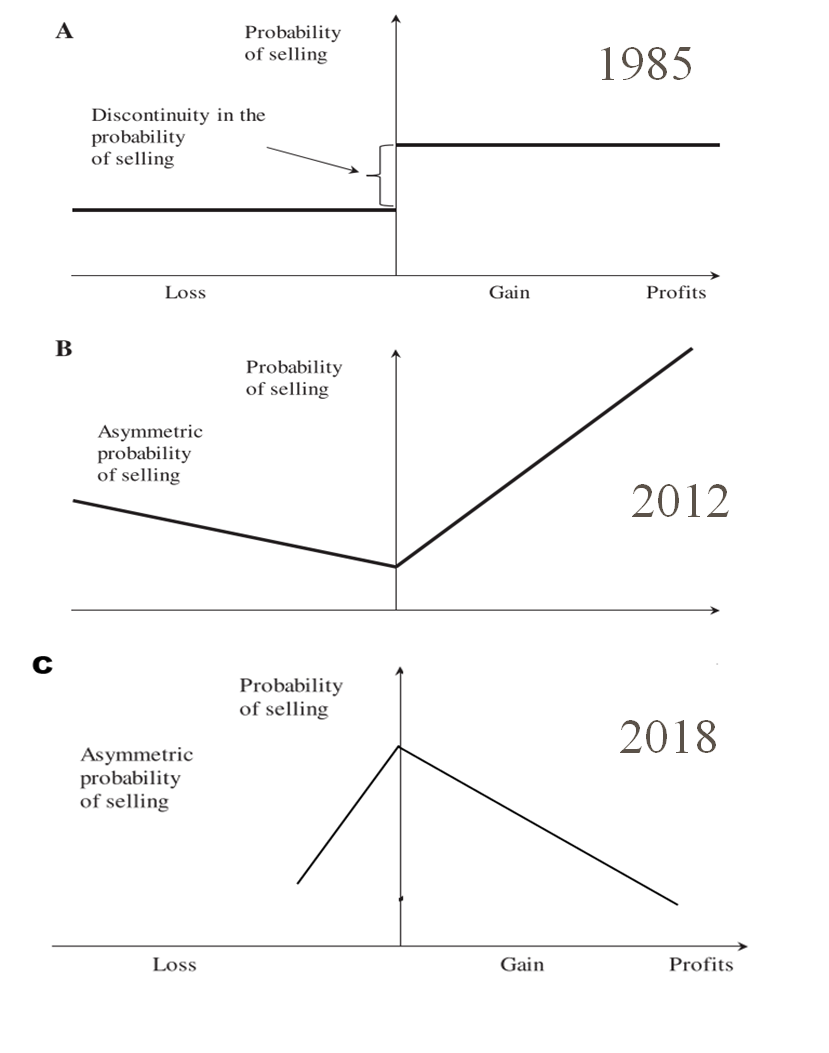 A
Probability
of selling
1985
Discontinuity in the
probability
of selling
Loss
Gain
Profits
B
Probability
of selling
Asymmetric
probability
of selling
2012
C
Probability
of selling
2018
Asymmetric
probability
of selling
Loss
Gain
Profits